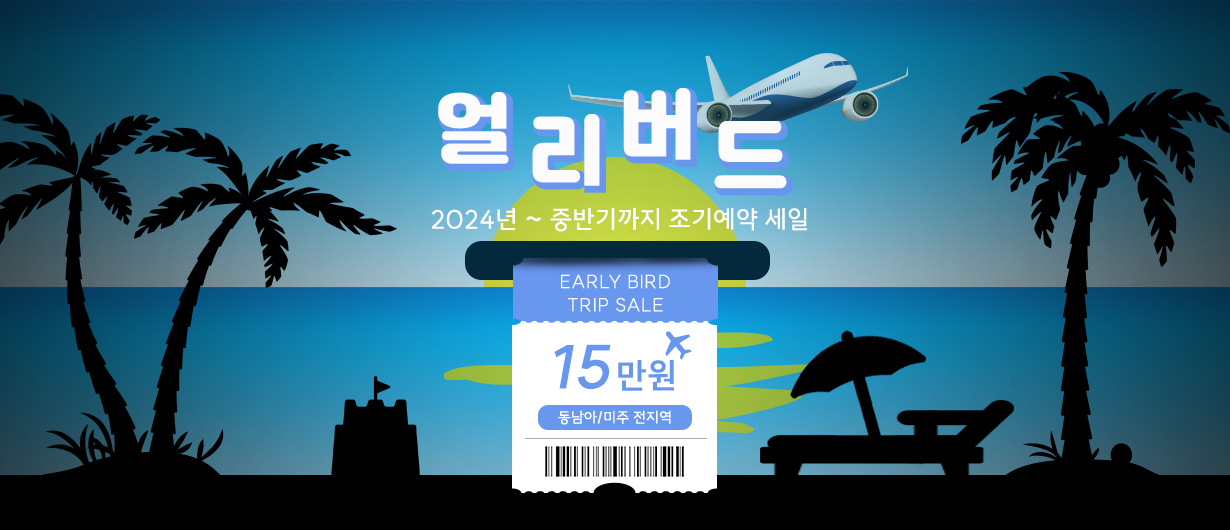 얼리버드
2024년 ~ 중반기까지 조기예약 세일
EARLY BIRD
TRIP SALE
15만원
동남아/미주 전지역